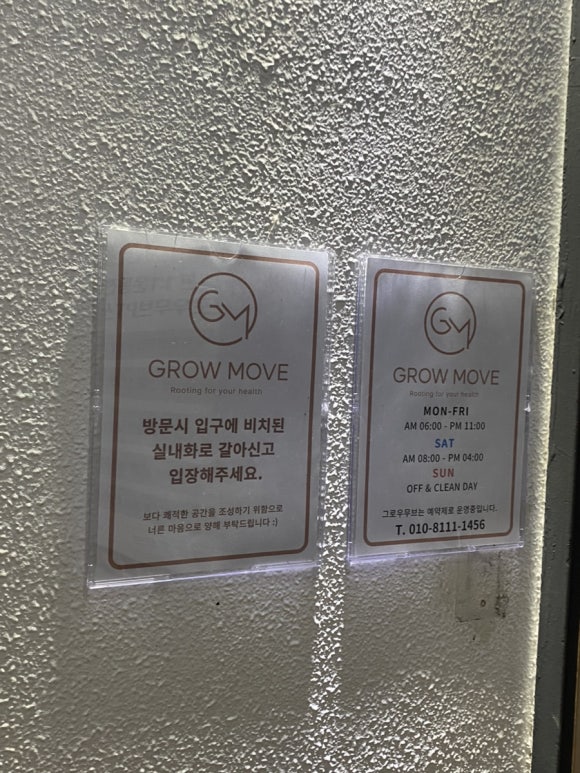 GM
GROW MOVE
Rooting for your health
방문시 입구에 비치된
실내화로 갈아신고
입장해주세요.
보다 쾌적한 공간을 조성하기 위함으로
너른 마음으로 양해 부탁드립니다 :)
GM
GROW MOVE
Rooting for your health
MON-FRI
AM 06:00 - PM 11:00
SAT
AM 08:00 - PM 04:00
SUN
OFF & CLEAN DAY
그로우무브는 예약제로 운영중입니다.
T. 010-8111-1456